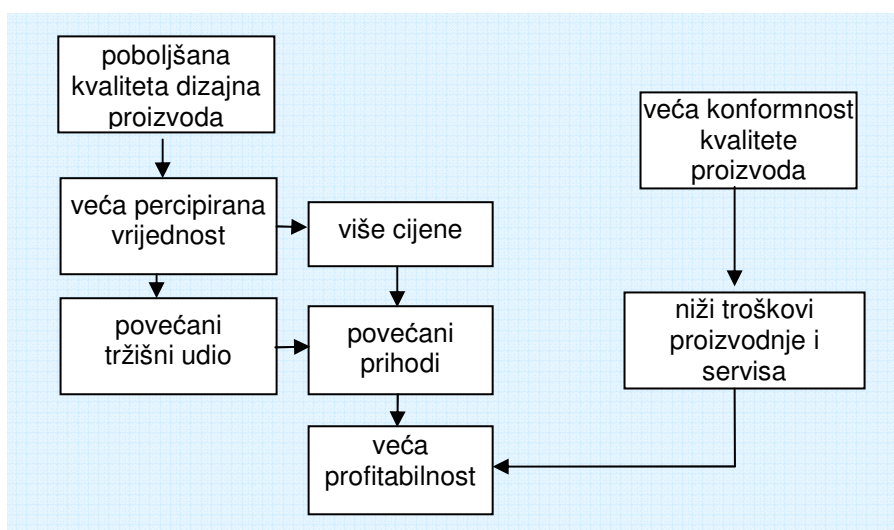 poboljšana
kvaliteta dizajna
proizvoda
veća konformnost
kvalitete
proizvoda
veća percipirana
vrijednost
više cijene
povećani
tržišni udio
povećani
prihodi
niži troškovi
proizvodnje i
servisa
veća
profitabilnost